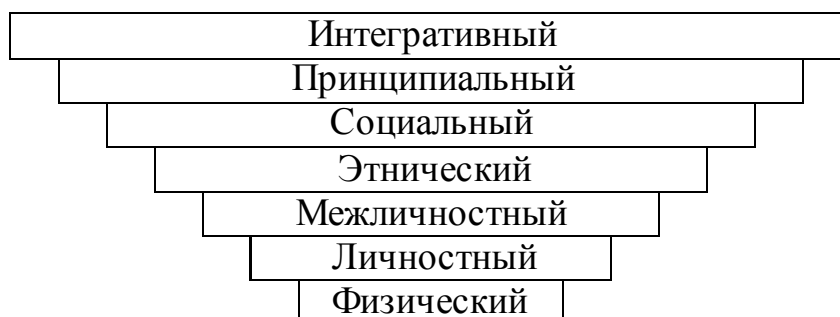 Интегративный
Принципиальный
Социальный
Этнический
Межличностный
Личностный
Физический